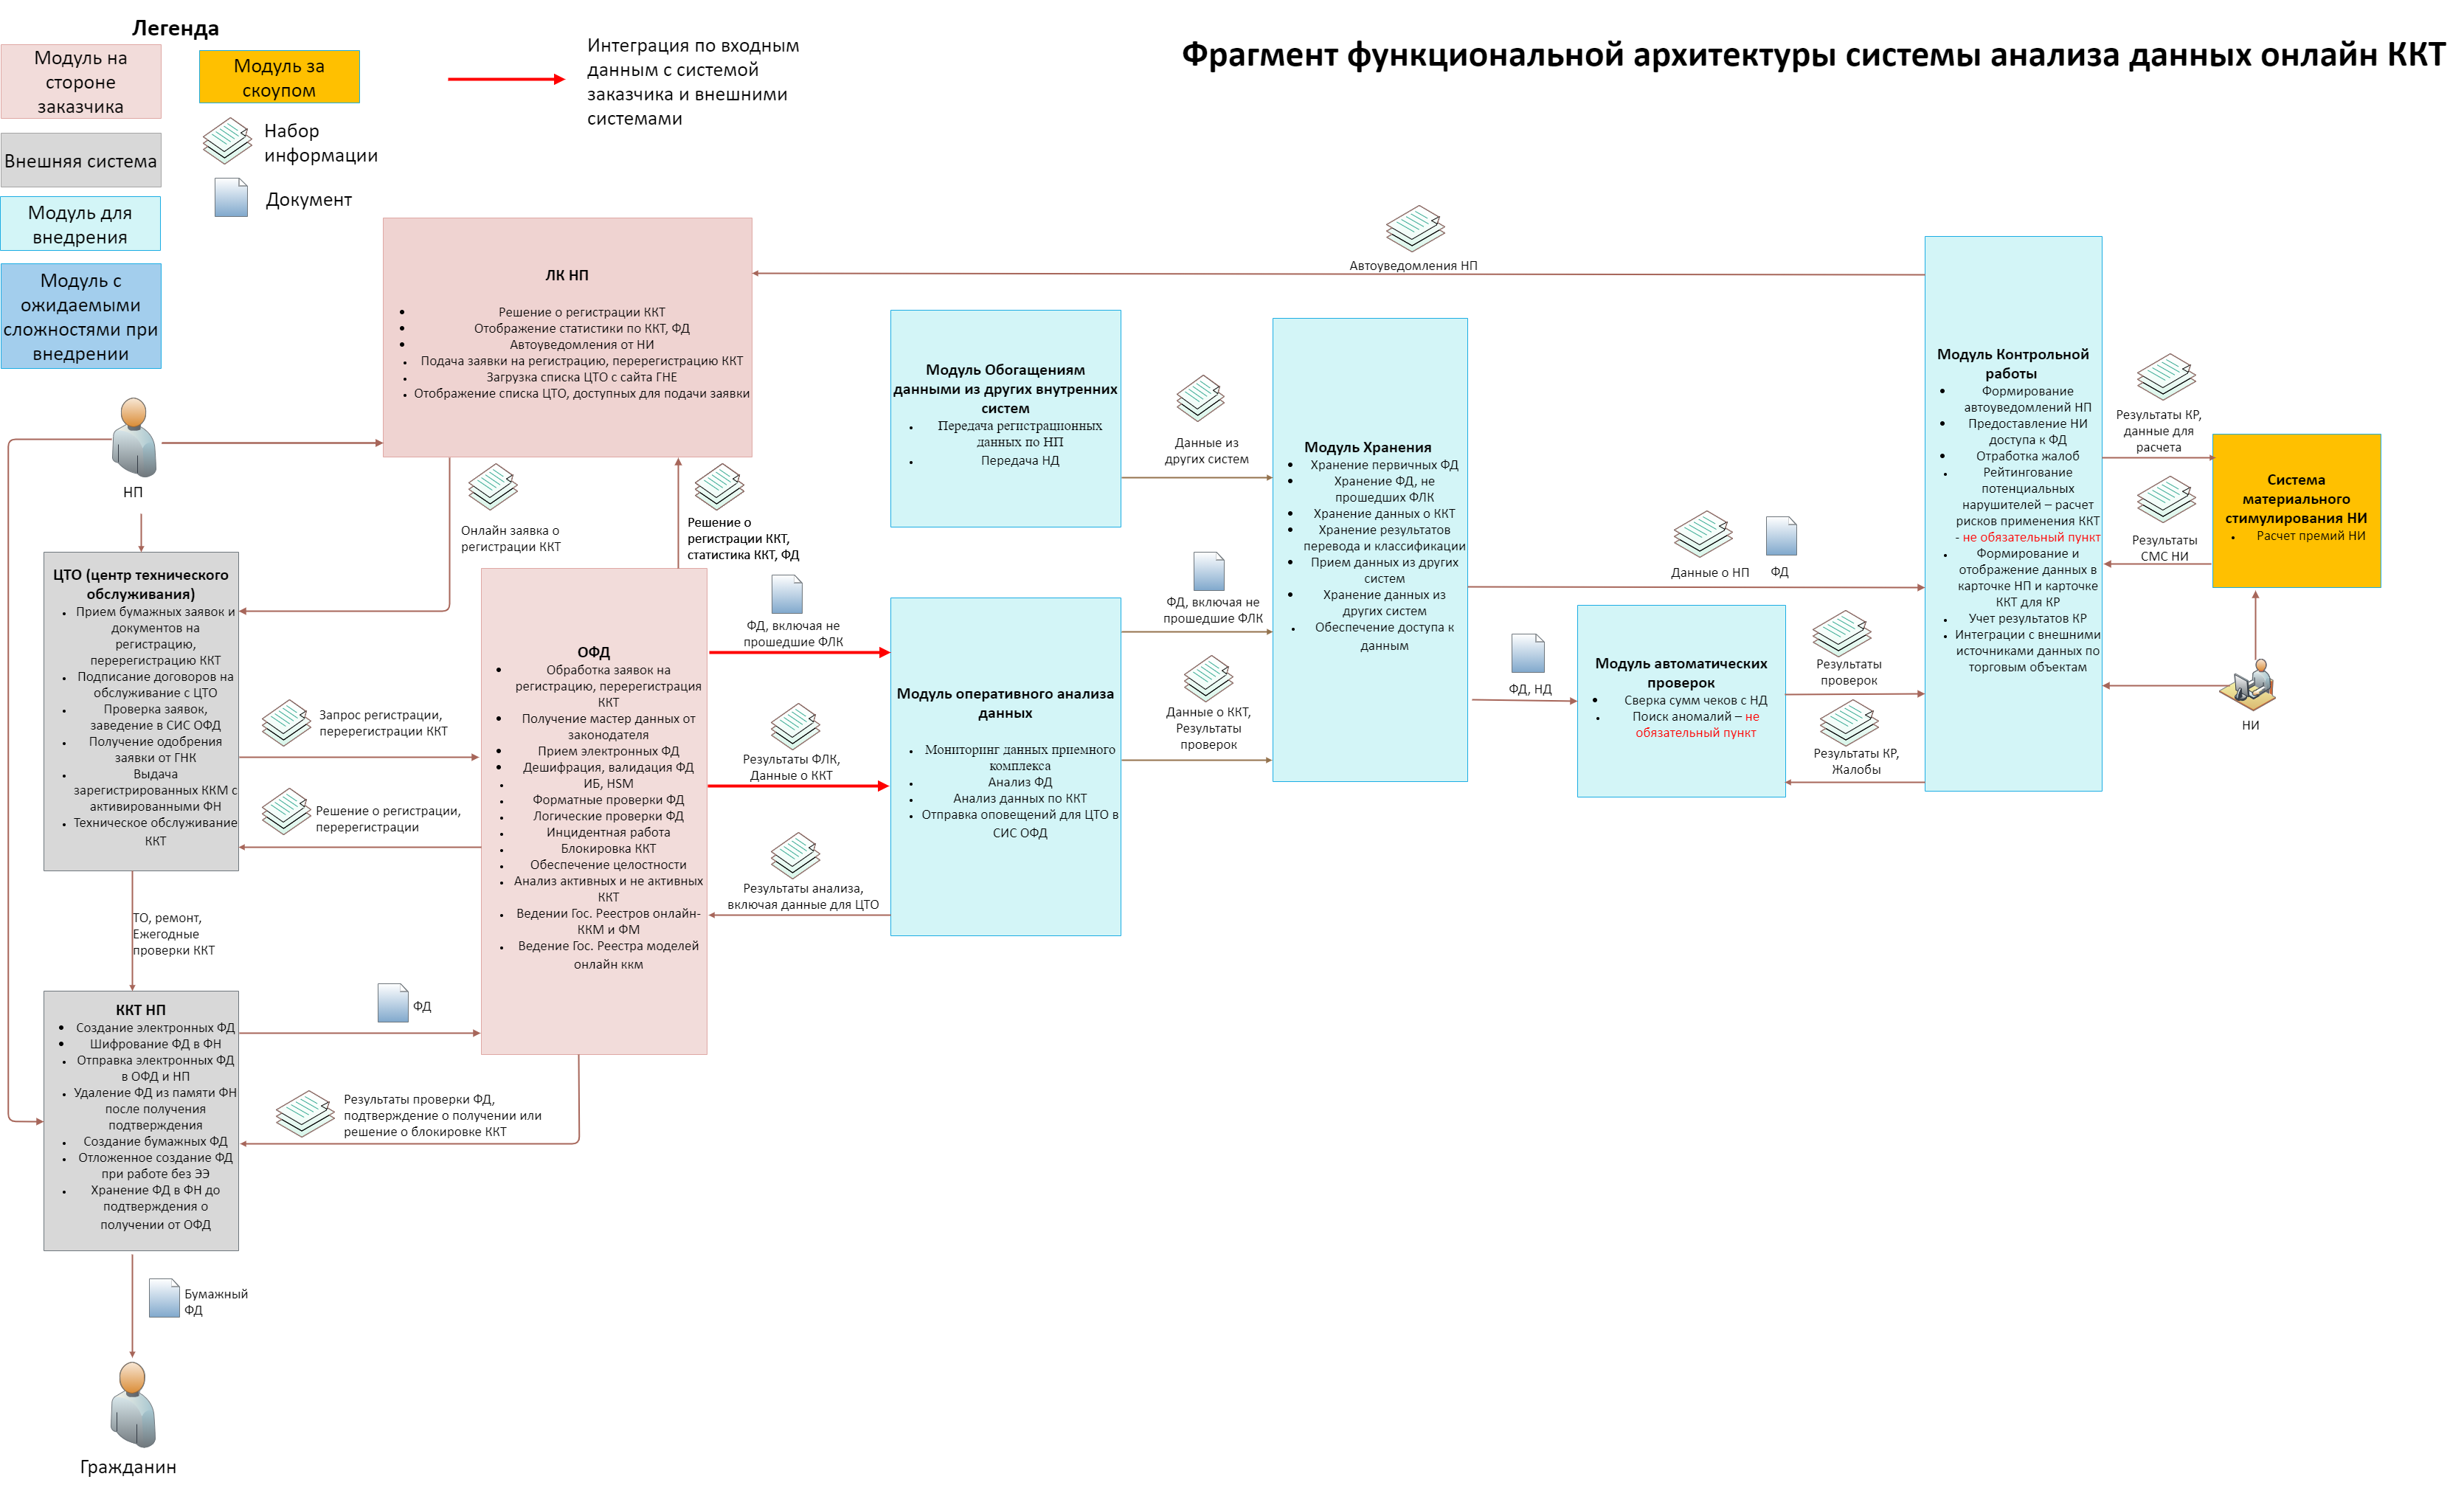 Легенда
Модуль на
стороне
заказчика
Модуль за
скоупом
Интеграция по входным
данным с системой
заказчика и внешними
системами
Фрагмент функциональной архитектуры системы анализа данных онлайн ККТ
Внешняя система
Набор
информации
Модуль для
внедрения
Документ
Модуль с
ожидаемыми
сложностями при
внедрении
НП
ЛК НП
Решение о регистрации ККТ
Отображение статистики по ККТ, ФД
Автоуведомления от НИ
Подача заявки на регистрацию, перерегистрацию ККТ
Загрузка списка ЦТО с сайта ГНЕ
Отображение списка ЦТО, доступных для подачи заявки
Автоуведомления НП
Онлайн заявка о
регистрации ККТ
Решение о
регистрации ККТ,
статистика ККТ, ФД
ЦТО (центр технического
обслуживания)
Прием бумажных заявок и
документов на
регистрацию,
перерегистрацию ККТ
Подписание договоров на
обслуживание с ЦТО
Проверка заявок,
заведение в СИС ОФД
Получение одобрения
заявки от ГНК
Выдача
зарегистрированных ККМ с
активированными ФН
Техническое обслуживание
ККТ
Запрос регистрации,
перерегистрации ККТ
Решение о регистрации,
перерегистрации
ТО, ремонт,
Ежегодные
проверки ККТ
ККТ НП
Создание электронных ФД
Шифрование ФД в ФН
Отправка электронных ФД
в ОФД и НП
Удаление ФД из памяти ФН
после получения
подтверждения
Создание бумажных ФД
Отложенное создание ФД
при работе без ЭЭ
Хранение ФД в ФН до
подтверждения о
получении от ОФД
ФД
Результаты проверки ФД,
подтверждение о получении или
решение о блокировке ККТ
Бумажный
ФД
Гражданин
ОФД
Обработка заявок на
регистрацию, перерегистрация
ККТ
Получение мастер данных от
законодателя
Прием электронных ФД
Дешифрация, валидация ФД
ИБ, HSM
Форматные проверки ФД
Логические проверки ФД
Инцидентная работа
Блокировка ККТ
Обеспечение целостности
Анализ активных и не активных
ККТ
Ведении Гос. Реестров онлайн-
ККМ и ФМ
Ведение Гос. Реестра моделей
онлайн ккм
ФД, включая не
прошедшие ФЛК
Результаты ФЛК,
Данные о ККТ
Результаты анализа,
включая данные для ЦТО
Модуль Обогащениям
данными из других внутренних
систем
Передача регистрационных
данных по НП
Передача НД
Модуль оперативного анализа
данных
Мониторинг данных приемного
комплекса
Анализ ФД
Анализ данных по ККТ
Отправка оповещений для ЦТО в
СИС ОФД
Данные из
других систем
ФД, включая не
прошедшие ФЛК
Данные о ККТ,
Результаты
проверок
Модуль Хранения
Хранение первичных ФД
Хранение ФД, не
прошедших ФЛК
Хранение данных о ККТ
Хранение результатов
перевода и классификации
Прием данных из других
систем
Хранение данных из
других систем
Обеспечение доступа к
данным
Данные о НП
ФД
ФД, НД
Модуль автоматических
проверок
Сверка сумм чеков с НД
Поиск аномалий – не
обязательный пункт
Результаты
проверок
Результаты КР,
Жалобы
Модуль Контрольной
работы
Формирование
автоуведомлений НП
Предоставление НИ
доступа к ФД
Отработка жалоб
Рейтингование
потенциальных
нарушителей – расчет
рисков применения ККТ
- не обязательный пункт
Формирование и
отображение данных в
карточке НП и карточке
ККТ для КР
Учет результатов КР
Интеграции с внешними
источниками данных по
торговым объектам
Результаты КР,
данные для
расчета
Результаты
СМС НИ
Система
материального
стимулирования НИ
Расчет премий НИ
НИ